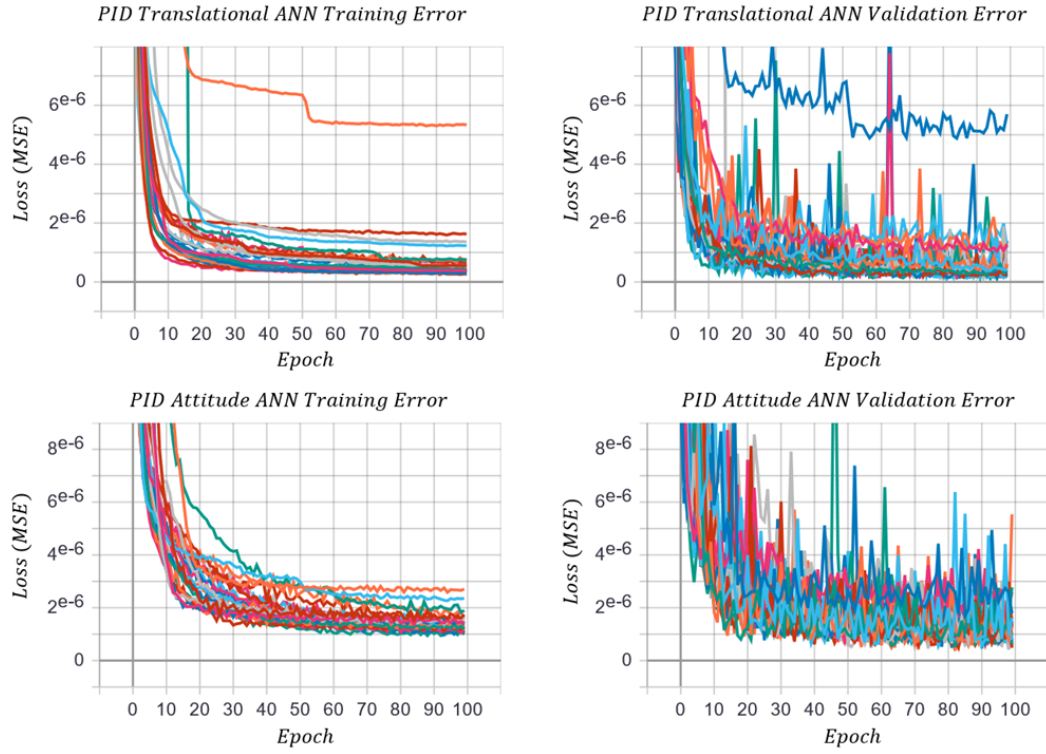 PID Translational ANN Training Error
6e-6
4e-6
2e-6
0
Loss (MSE)
0 10 20 30 40 50 60 70 80 90 100
Epoch
PID Translational ANN Validation Error
6e-6
4e-6
2e-6
0
Loss (MSE)
0 10 20 30 40 50 60 70 80 90 100
Epoch
PID Attitude ANN Training Error
8e-6
6e-6
4e-6
2e-6
0
Loss (MSE)
0 10 20 30 40 50 60 70 80 90 100
Epoch
PID Attitude ANN Validation Error
8e-6
6e-6
4e-6
2e-6
0
Loss (MSE)
0 10 20 30 40 50 60 70 80 90 100
Epoch